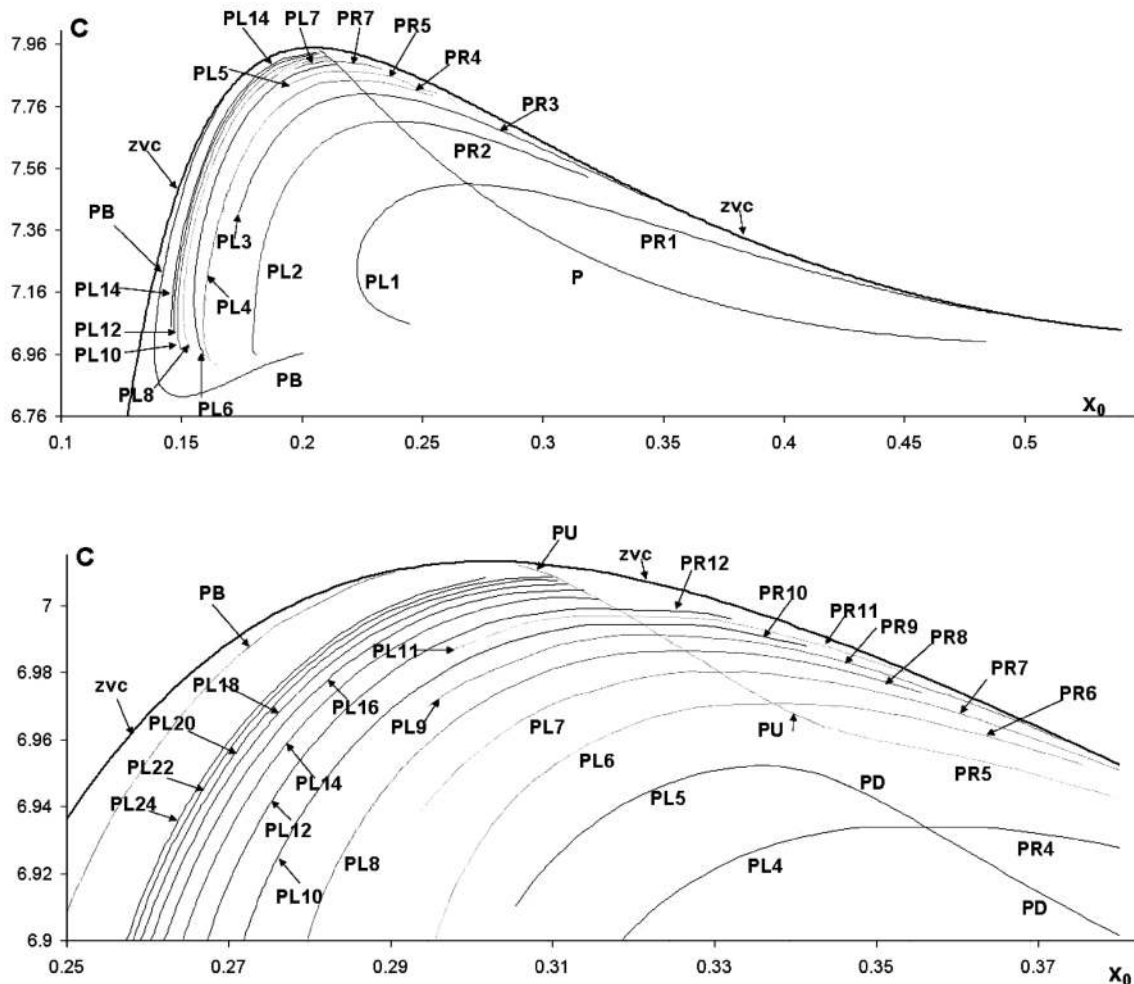 C
PL14
PL7
PR7
PR5
PR4
PL5
PR3
PR2
zvc
PB
zvc
PR1
P
PL3
PL4
PL2
PL1
PL14
PL12
PL10
PL8
PL6
PB
7.96
7.76
7.56
7.36
7.16
6.96
6.76
0.1
0.15
0.2
0.25
0.3
0.35
0.4
0.45
0.5
X0
C
PU
zvc
PR12
PR10
PR11
PR9
PR8
PR7
PR6
PB
zvc
PL11
PL18
PL16
PL9
PL20
PL7
PU
PL22
PL14
PL6
PR5
PL24
PL12
PL5
PD
PL8
PL10
PL4
PR4
PD
7
6.98
6.96
6.94
6.92
6.9
0.25
0.27
0.29
0.31
0.33
0.35
0.37
X0